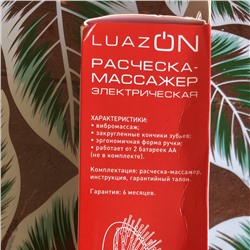 LUAZON
РАСЧЕСКА-
МАССАЖЕР
ЭЛЕКТРИЧЕСКАЯ
ХАРАКТЕРИСТИКИ:
• вибромассаж;
• закругленные кончики зубьев;
• эргономичная форма ручки;
• работает от 2 батареек АА
(не в комплекте).
Комплектация: расческа-массажер,
инструкция, гарантийный талон.
Гарантия: 6 месяцев.